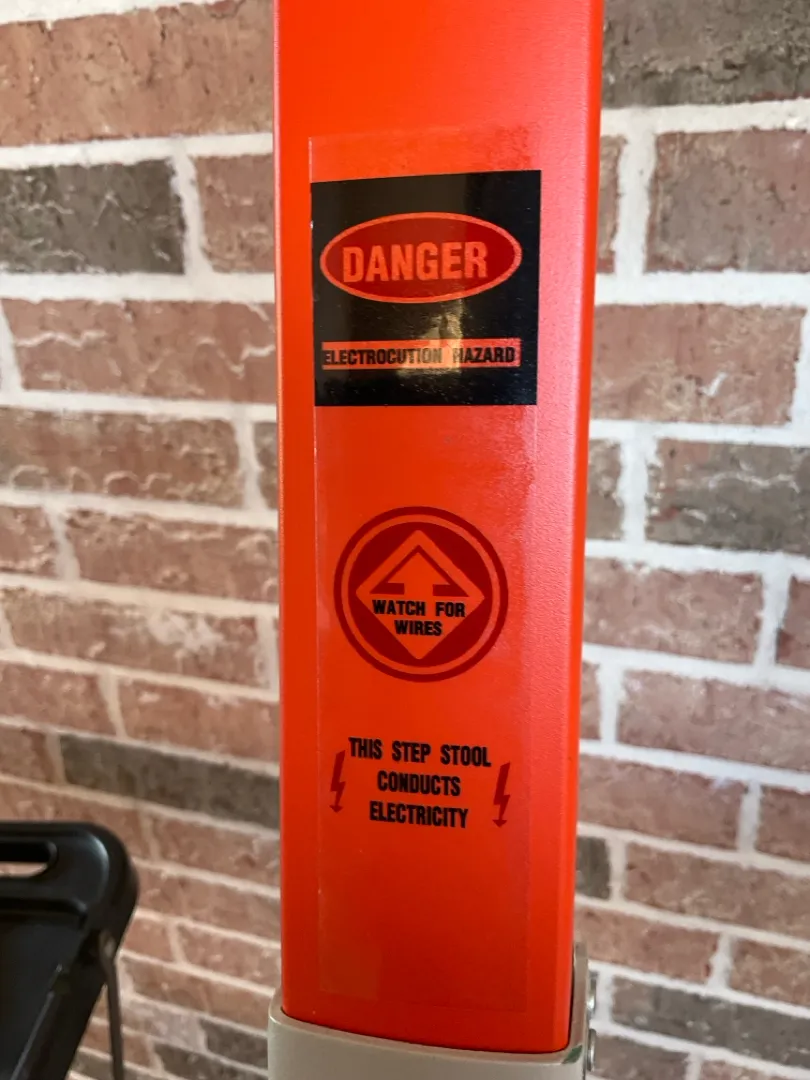 DANGER
ELECTROCUTION HAZARD
WATCH FOR
WIRES
THIS STEP STOOL
CONDUCTS
ELECTRICITY